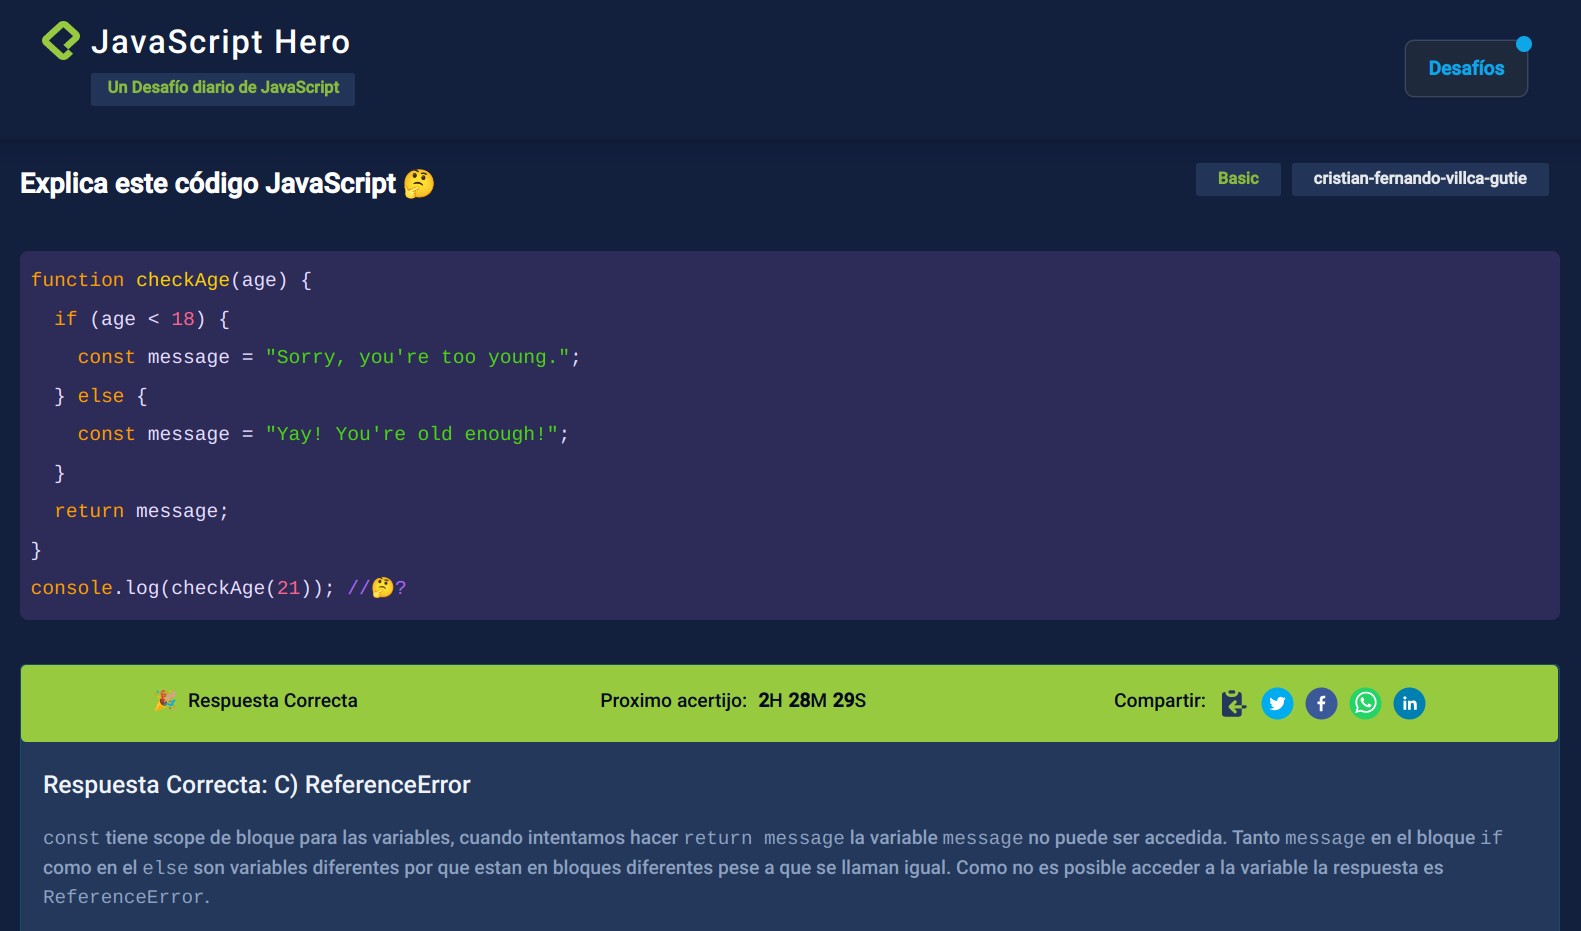 JavaScript Hero
Un Desafío diario de JavaScript
Desafíos
Explica este código JavaScript 🤔
Basic
cristian-fernando-villca-gutie
function checkAge(age) {
  if (age < 18) {
    const message = "Sorry, you're too young.";
  } else {
    const message = "Yay! You're old enough!";
  }
  return message;
}
console.log(checkAge(21)); //🤔?
🎉 Respuesta Correcta
Proximo acertijo: 2H 28M 29S
Compartir:
Respuesta Correcta: C) ReferenceError
const tiene scope de bloque para las variables, cuando intentamos hacer return message la variable message no puede ser accedida. Tanto message en el bloque if
como en el else son variables diferentes por que estan en bloques diferentes pese a que se llaman igual. Como no es posible acceder a la variable la respuesta es
ReferenceError.